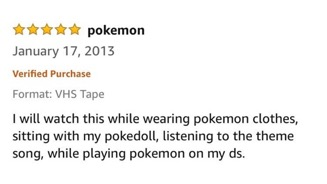 pokemon
January 17, 2013
Verified Purchase
Format: VHS Tape
I will watch this while wearing pokemon clothes,
sitting with my pokedoll, listening to the theme
song, while playing pokemon on my ds.